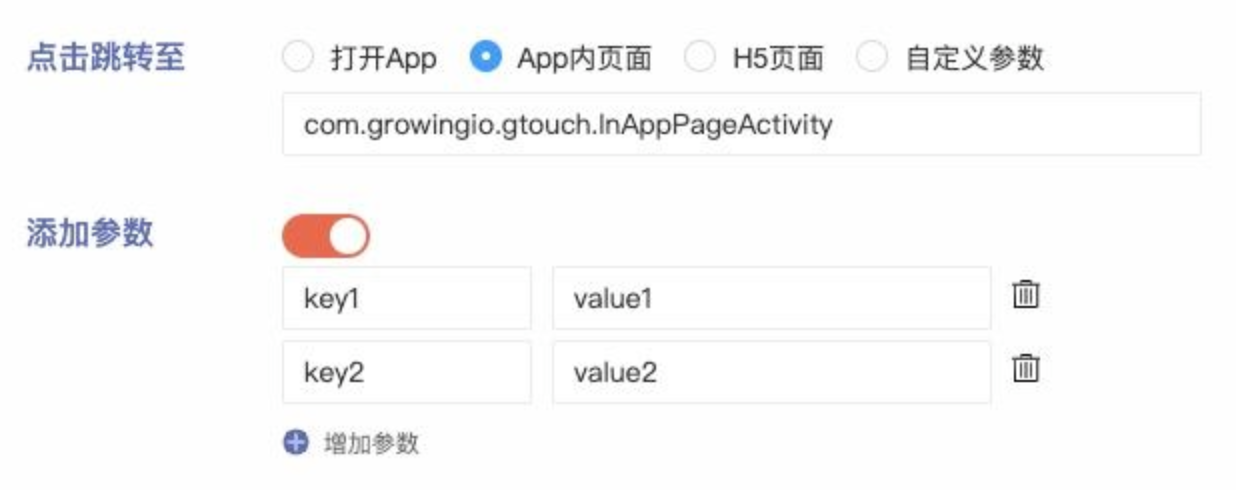 点击跳转至 打开App App内页面 H5页面 自定义参数
com.growingio.gtouch.InAppPageActivity
添加参数
key1 value1
key2 value2
增加参数